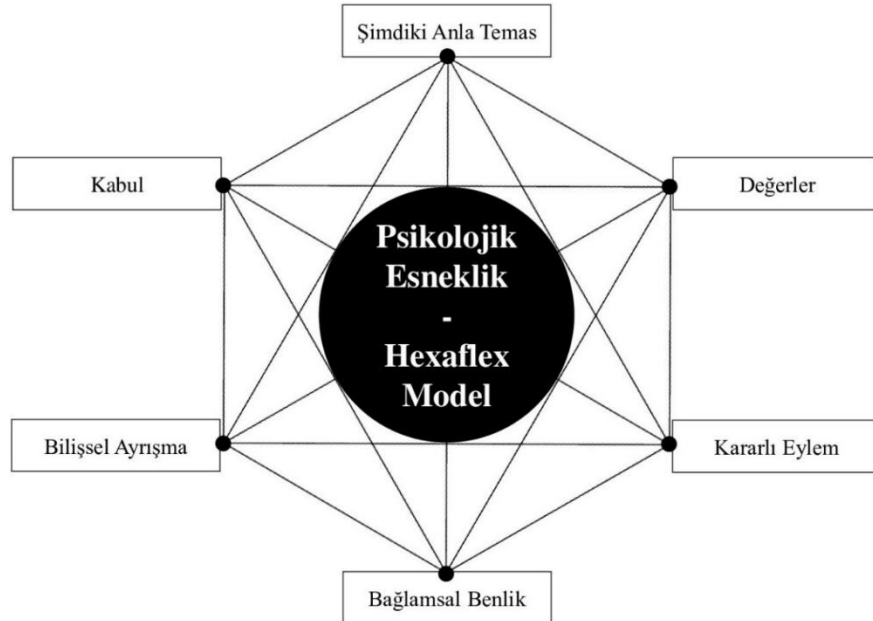 Şimdiki Anla Temas
Kabul
Değerler
Psikolojik
Esneklik
-
Hexaflex
Model
Bilişsel Ayrışma
Kararlı Eylem
Bağlamsal Benlik